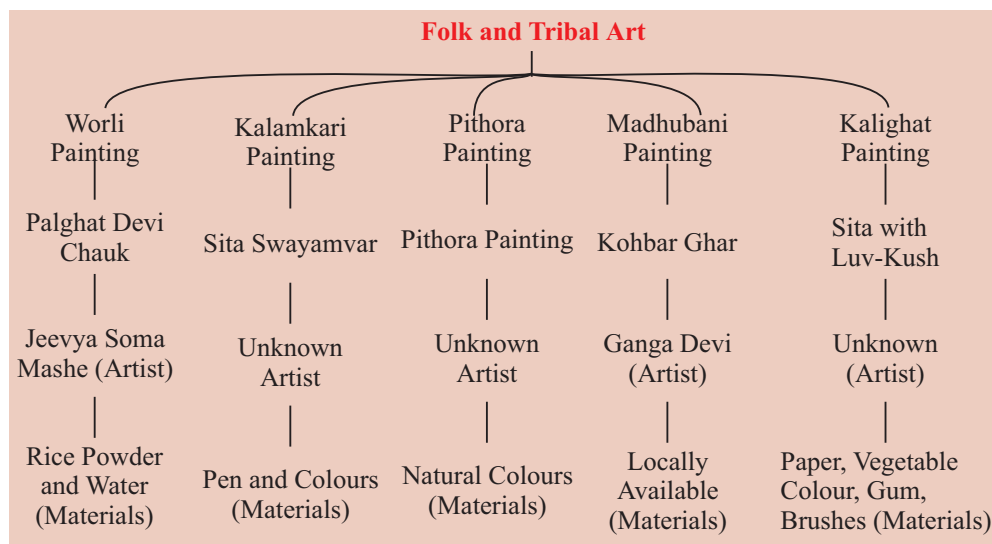 Folk and Tribal Art
Worli
Painting
Palghat Devi
Chauk
Jeevya Soma
Mashe (Artist)
Rice Powder
and Water
(Materials)
Kalamkari
Painting
Sita Swayamvar
Unknown
Artist
Pen and Colours
(Materials)
Pithora
Painting
Pithora Painting
Unknown
Artist
Natural Colours
(Materials)
Madhubani
Painting
Kohbar Ghar
Ganga Devi
(Artist)
Locally
Available
(Materials)
Kalighat
Painting
Sita with
Luv-Kush
Unknown
(Artist)
Paper, Vegetable
Colour, Gum,
Brushes (Materials)